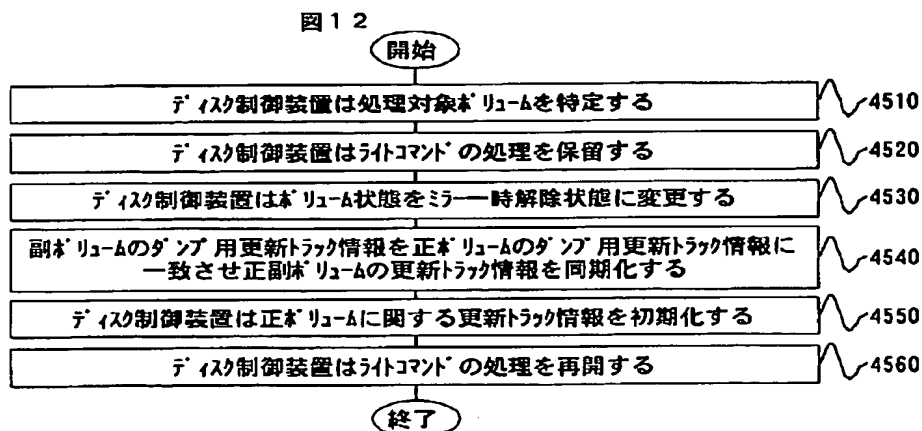 図12
開始
ディスク制御装置は処理対象ボリュームを特定する
4510
ディスク制御装置はライトコマンドの処理を保留する
4520
ディスク制御装置はボリューム状態をミラー一時解除状態に変更する
4530
副ボリュームのダンプ用更新トラック情報を正ボリュームのダンプ用更新トラック情報に
一致させ正副ボリュームの更新トラック情報を同期化する
4540
ディスク制御装置は正ボリュームに関する更新トラック情報を初期化する
4550
ディスク制御装置はライトコマンドの処理を再開する
4560
終了